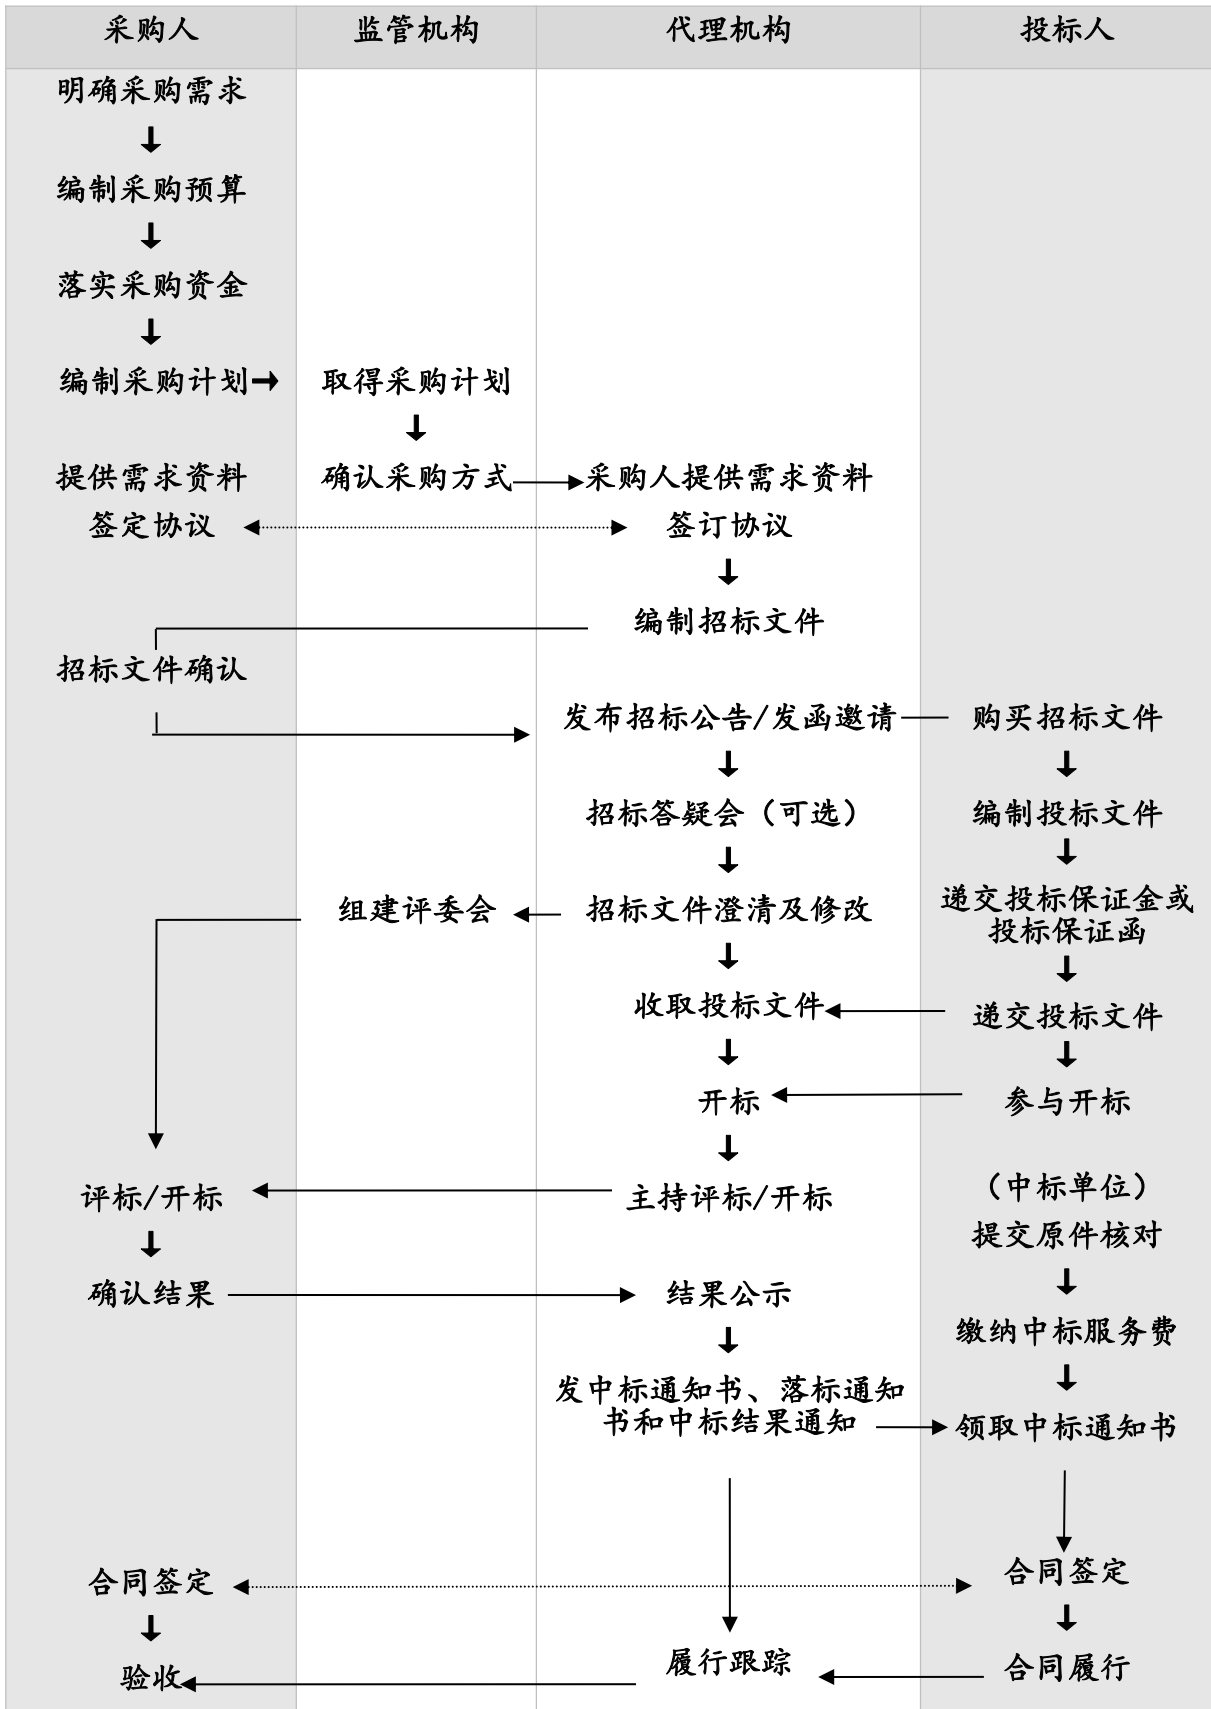 采购人
监管机构
代理机构
投标人
明确采购需求
编制采购预算
落实采购资金
编制采购计划
取得采购计划
提供需求资料
确认采购方式
采购人提供需求资料
签定协议
签订协议
编制招标文件
招标文件确认
发布招标公告/发函邀请
购买招标文件
招标答疑会（可选）
编制投标文件
组建评委会
招标文件澄清及修改
递交投标保证金或
投标保证函
收取投标文件
递交投标文件
开标
参与开标
评标/开标
主持评标/开标
（中标单位）
提交原件核对
确认结果
结果公示
缴纳中标服务费
发中标通知书、落标通知
书和中标结果通知
领取中标通知书
合同签定
合同签定
验收
履行跟踪
合同履行